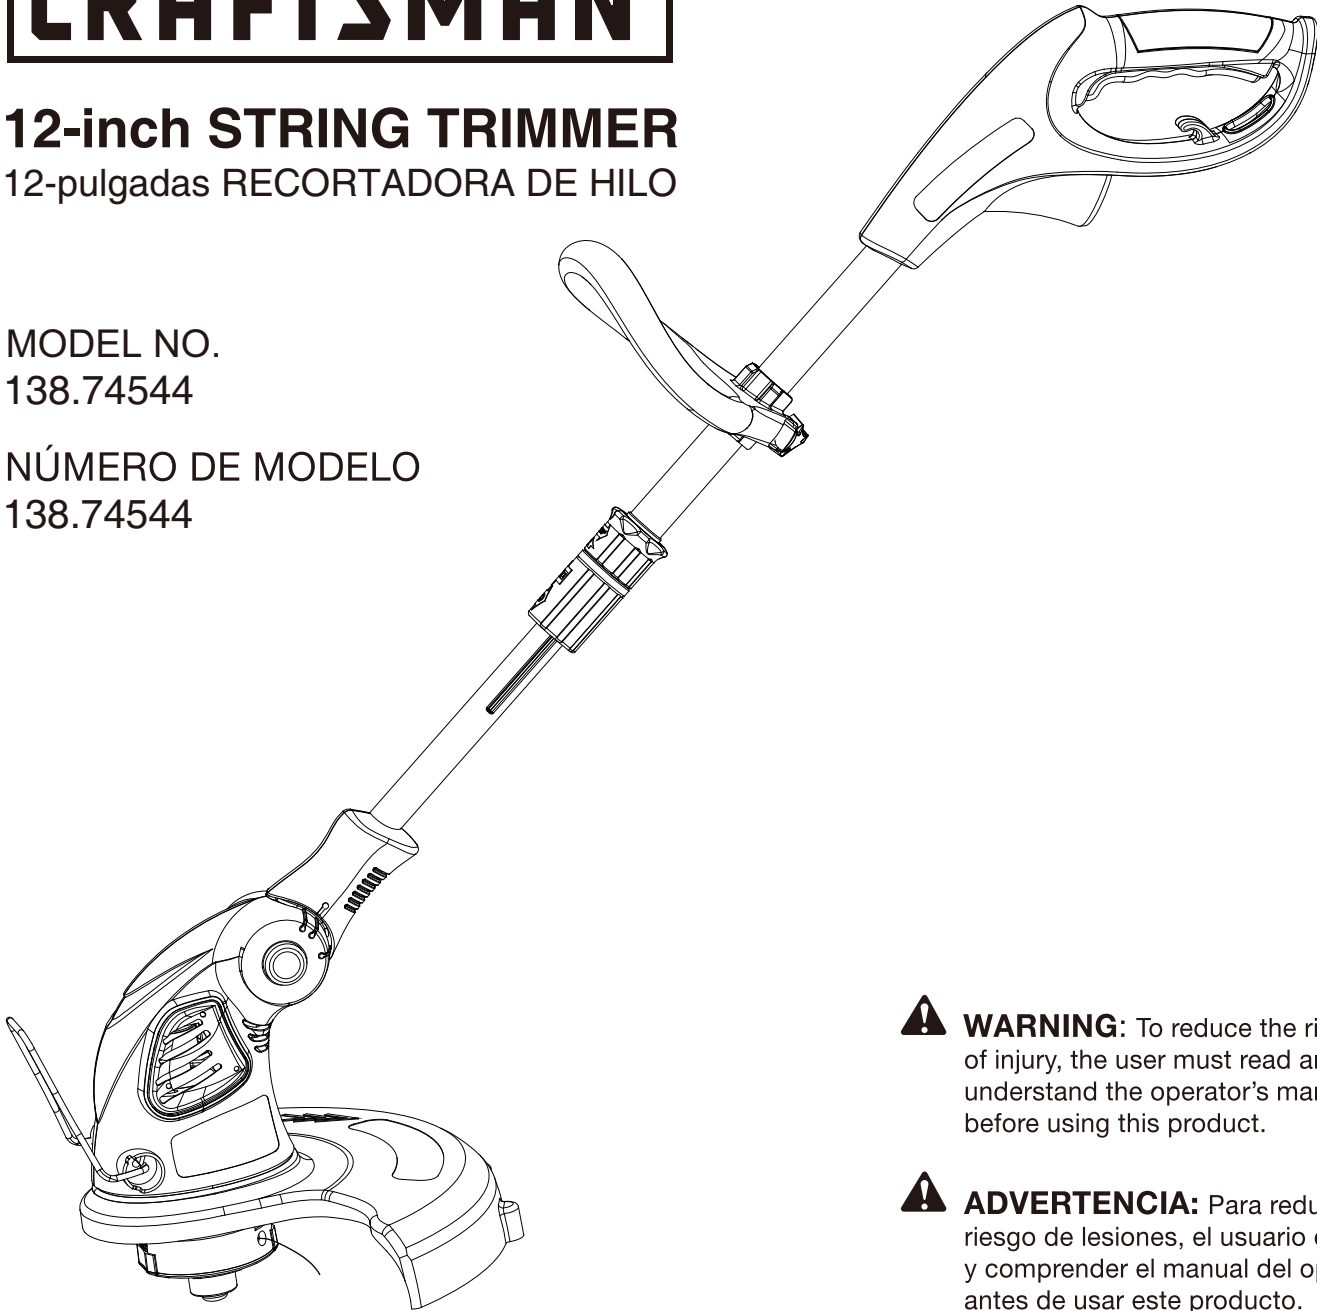 CRAFTSMAN
12-inch STRING TRIMMER
12-pulgadas RECORTADORA DE HILO
MODEL NO.
138.74544
NÚMERO DE MODELO
138.74544
WARNING: To reduce the
of injury, the user must read
understand the operator’s
before using this product.
ADVERTENCIA: Para
riesgo de lesiones, el usuario
y comprender el manual del
antes de usar este producto.